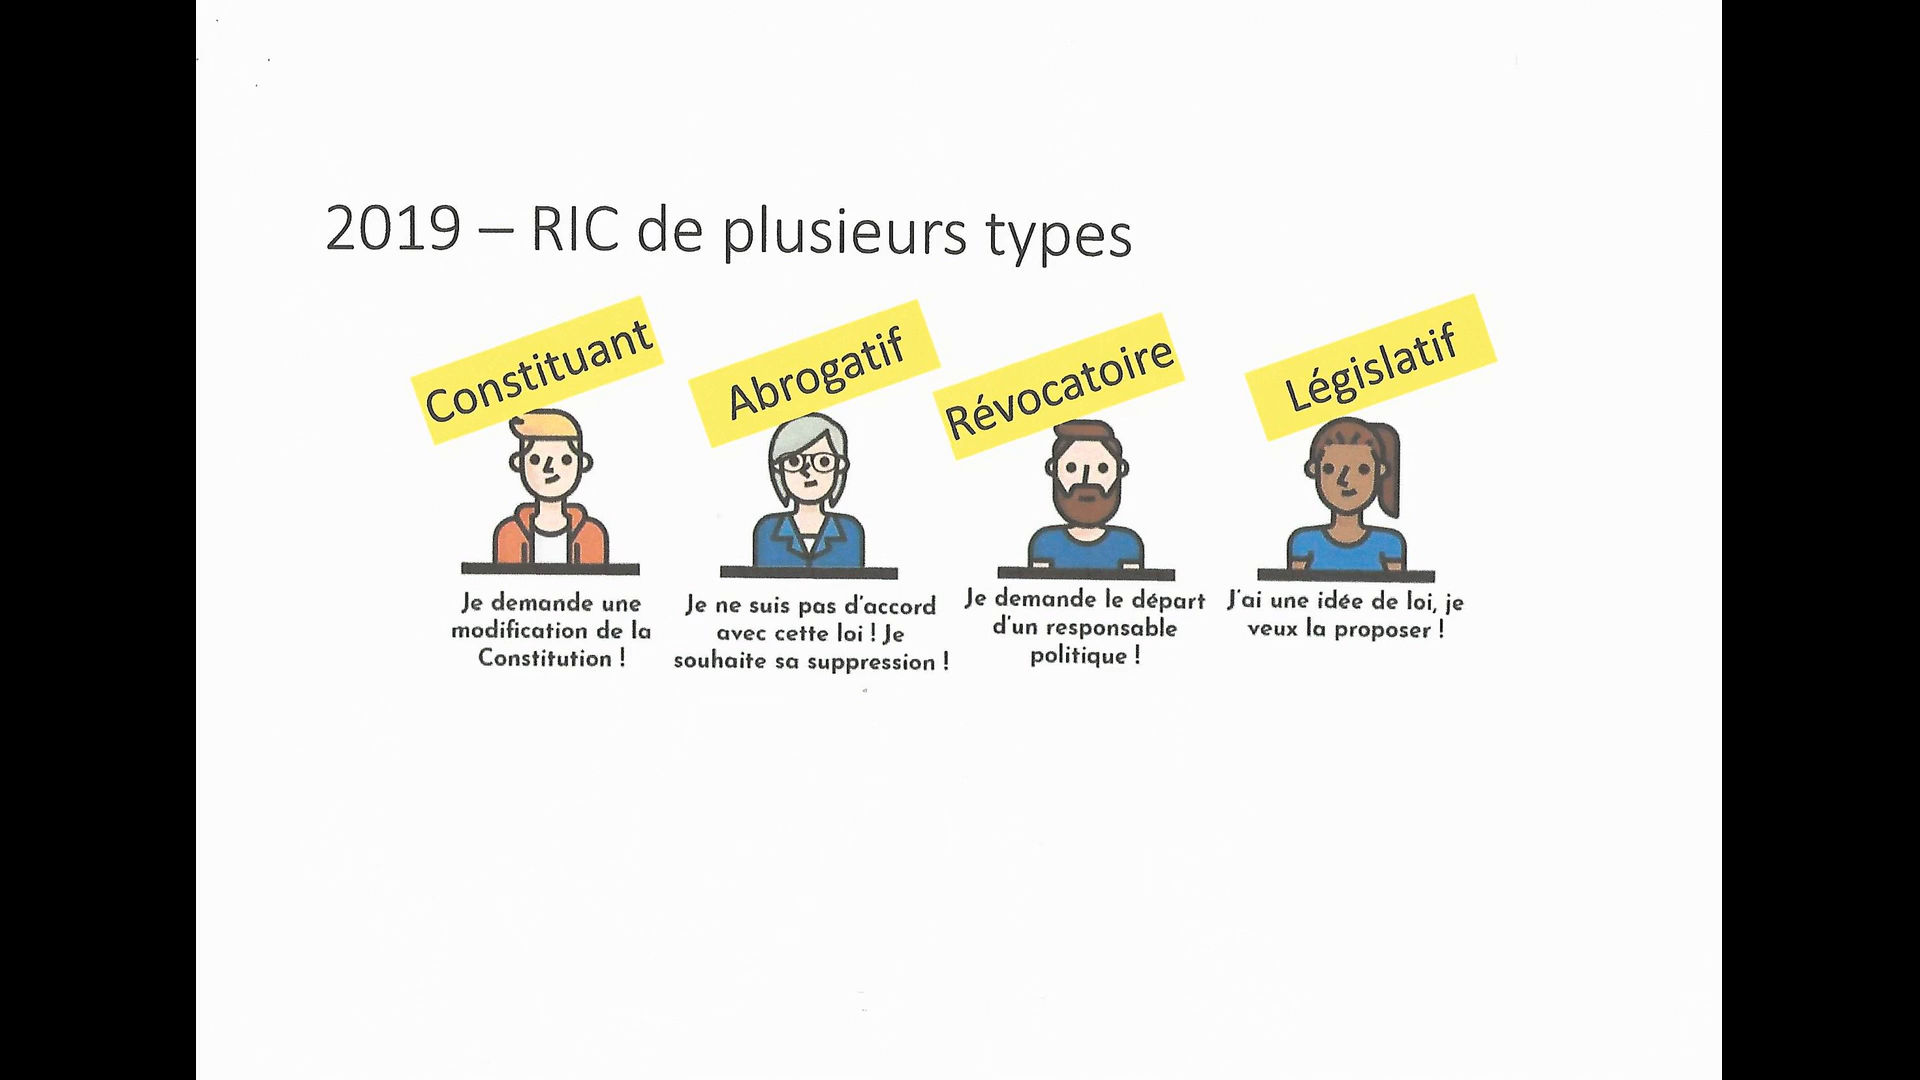 2019 – RIC de plusieurs types
Constituant
Abrogatif
Révocatoire
Législatif
Je demande une
modification de la
Constitution !
Je ne suis pas d'accord
avec cette loi ! Je
souhaite sa suppression !
Je demande le départ
d'un responsable
politique !
J'ai une idée de loi, je
veux la proposer !